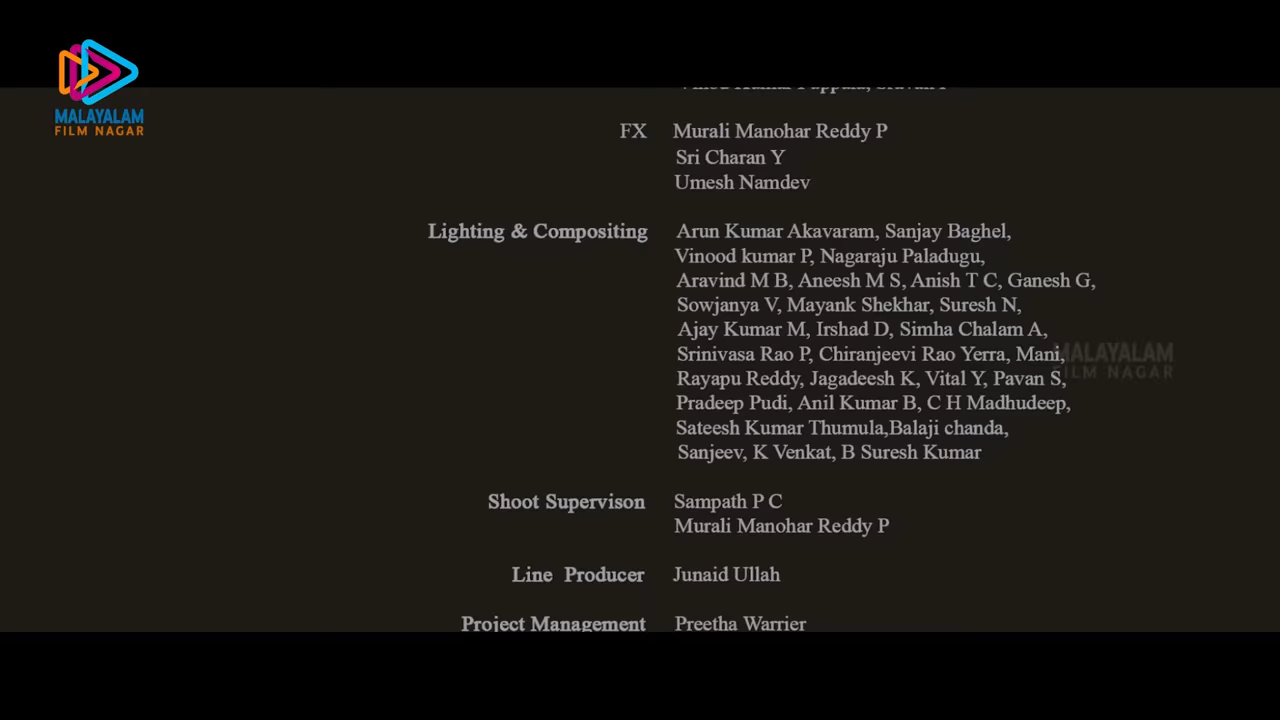 MALAYALAM
FILM NAGAR
FX Murali Manohar Reddy P
Sri Charan Y
Umesh Namdev
Lighting & Compositing Arun Kumar Akavaram, Sanjay Baghel,
Vinood kumar P, Nagaraju Paladugu,
Aravind M B, Aneesh M S, Anish T C, Ganesh G,
Sowjanya V, Mayank Shekhar, Suresh N,
Ajay Kumar M, Irshad D, Simha Chalam A,
Srinivasa Rao P, Chiranjeevi Rao Yerra, Mani,
MALAYALAM
FILM NAGAR
Rayapu Reddy, Jagadeesh K, Vital Y, Pavan S,
Pradeep Pudi, Anil Kumar B, C H Madhudeep,
Sateesh Kumar Thumula,Balaji chanda,
Sanjeev, K Venkat, B Suresh Kumar
Shoot Supervison Sampath P C
Murali Manohar Reddy P
Line Producer Junaid Ullah
Project Management Preetha Warrier